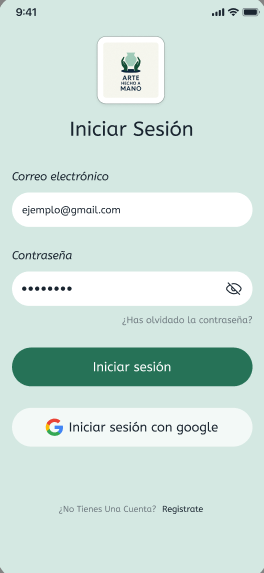 9:41
ARTE
HECHO A
MANO
Iniciar Sesión
Correo electrónico
ejemplo@gmail.com
Contraseña
¿Has olvidado la contraseña?
Iniciar sesión
Iniciar sesión con google
¿No Tienes Una Cuenta? Registrate